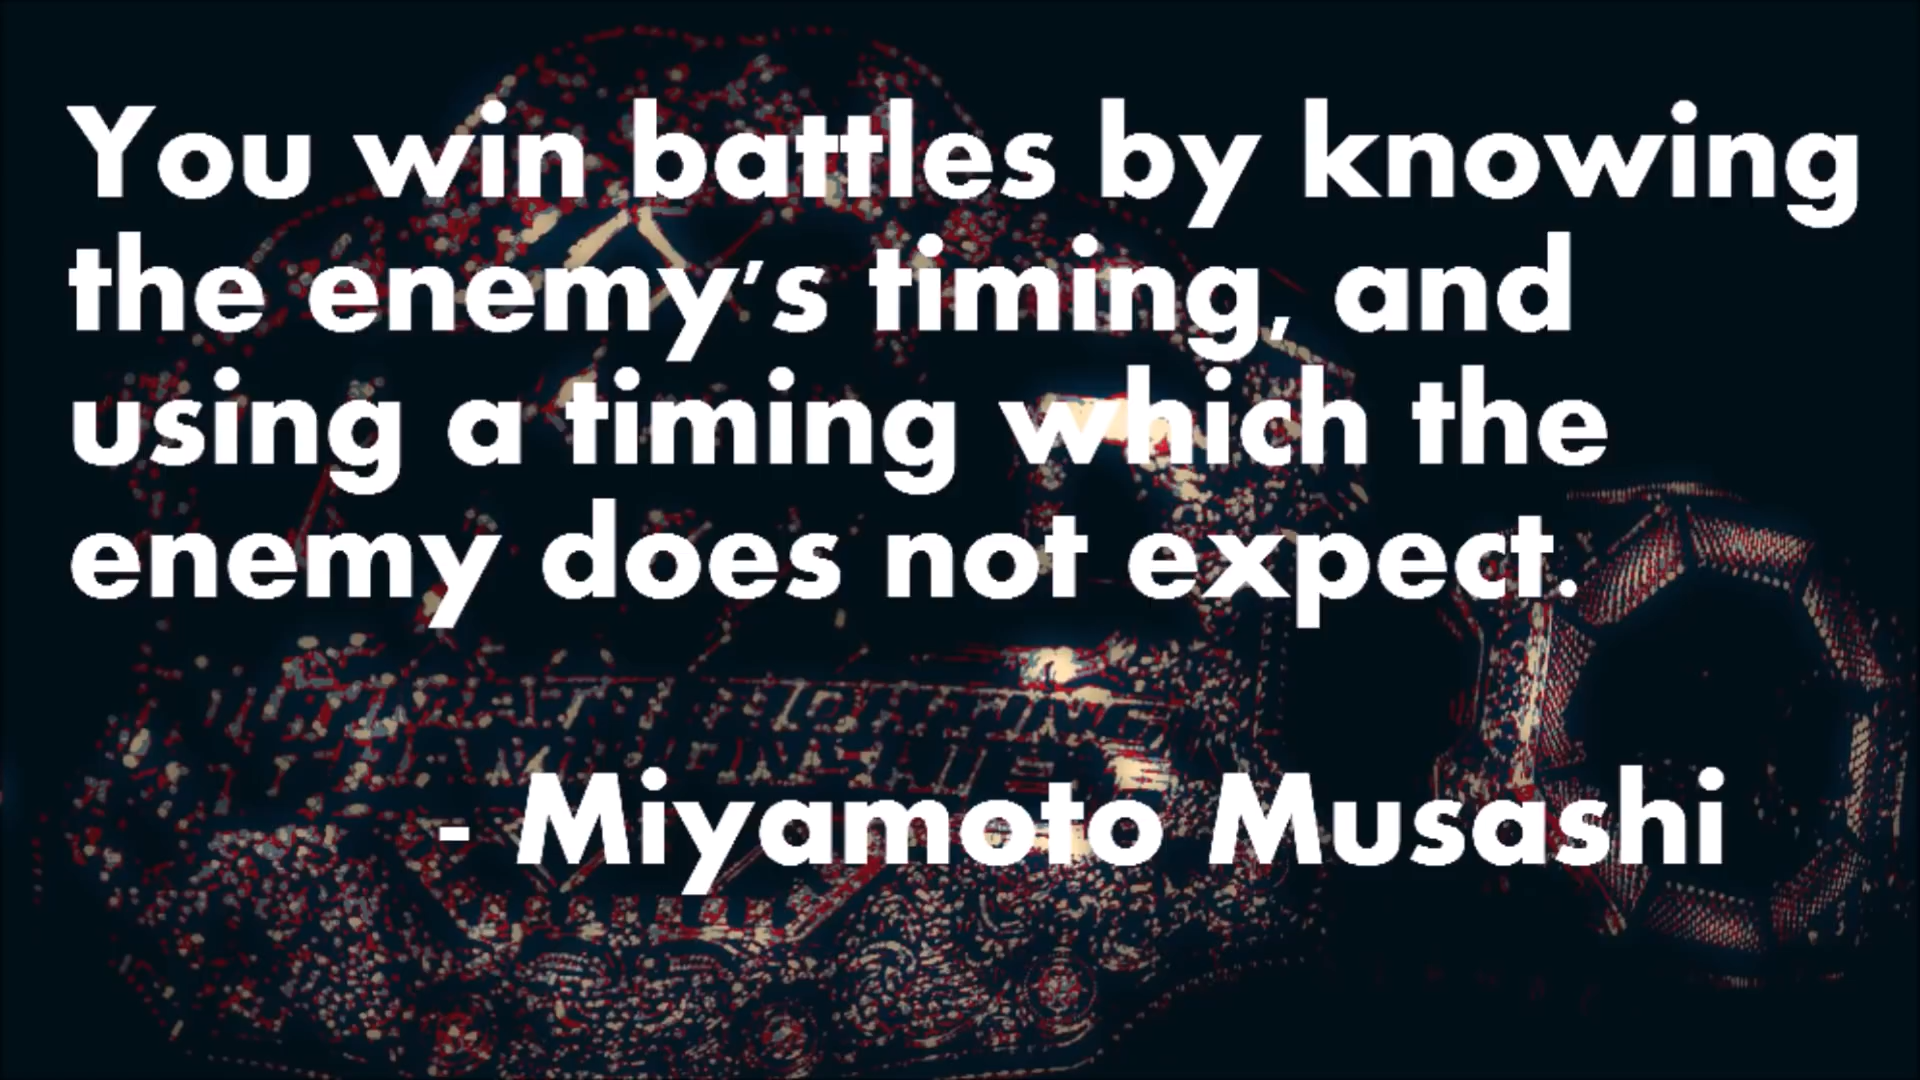 You win battles by knowing
the enemy's timing, and
using a timing which the
enemy does not expect.
- Miyamoto Musashi